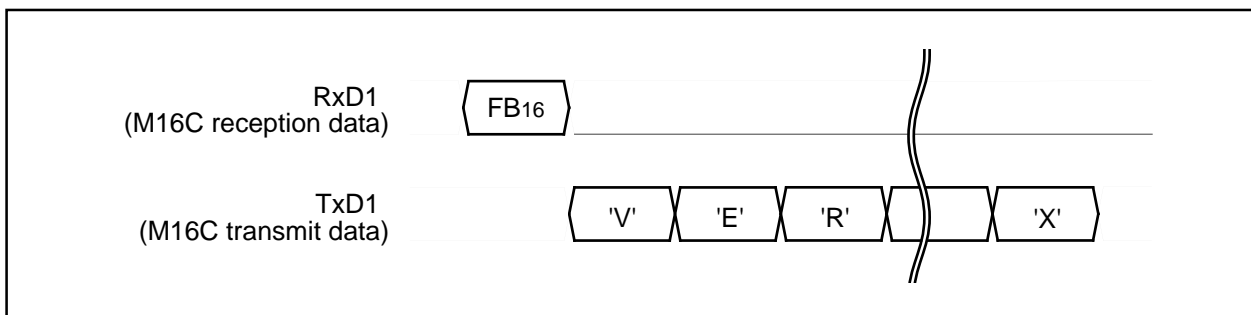 RxD1
(M16C reception data)
FB16
TxD1
(M16C transmit data)
'V' 'E' 'R' 'X'